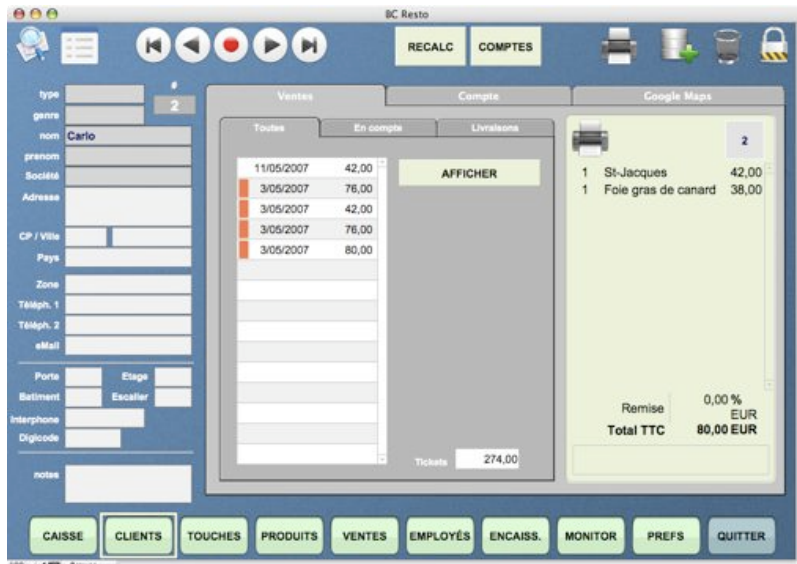 BC Resto
RECALC
COMPTES
type
#
2
genre
nom Carlo
prenom
Société
Adresse
CP / Ville
Pays
Zone
Téléph. 1
Téléph. 2
eMail
Porte
Etage
Batiment
Escalier
Interphone
Digicode
notes
Ventes
Compte
Google Maps
Toutes
En compte
Livraisons
11/05/2007 42,00
3/05/2007 76,00
3/05/2007 42,00
3/05/2007 76,00
3/05/2007 80,00
AFFICHER
Tickets 274,00
2
1 St-Jacques 42,00
1 Foie gras de canard 38,00
Remise 0,00 %
EUR
Total TTC 80,00 EUR
CAISSE
CLIENTS
TOUCHES
PRODUITS
VENTES
EMPLOYÉS
ENCAISS.
MONITOR
PREFS
QUITTER